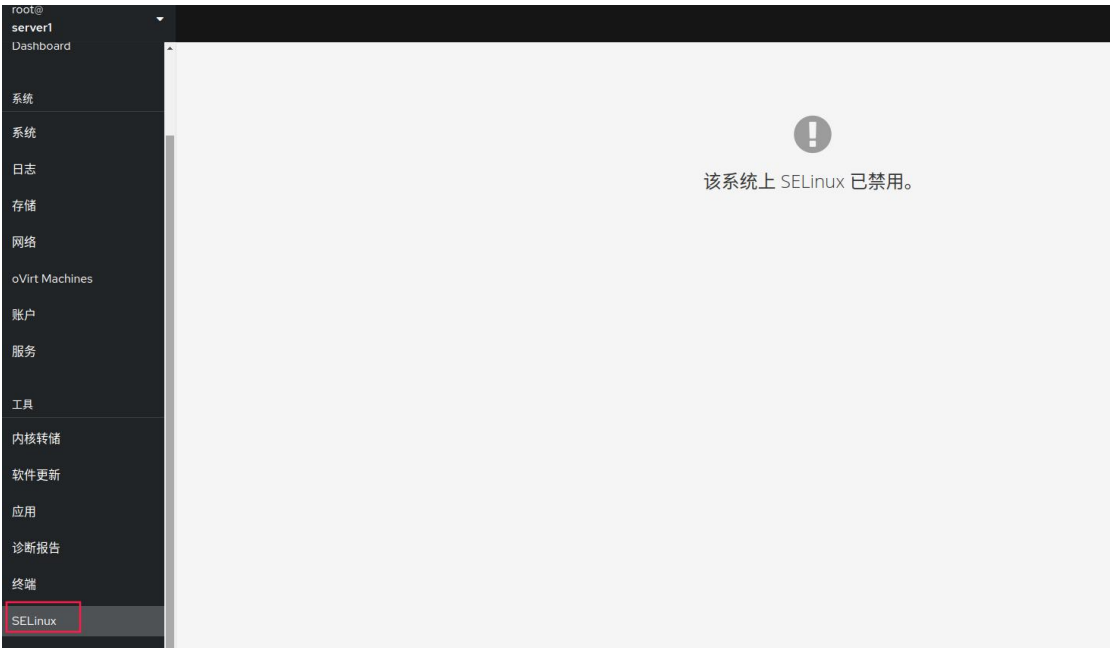 root@
server1
Dashboard
系统
系统
日志
存储
网络
oVirt Machines
账户
服务
工具
内核转储
软件更新
应用
诊断报告
终端
SELinux
该系统上 SELinux 已禁用。